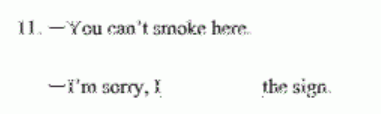 11. —You can't smoke here.
—I'm sorry, I the sign.